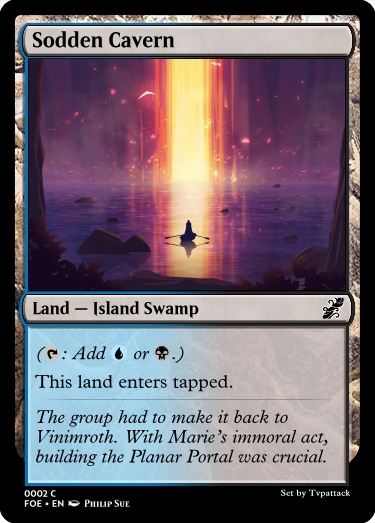 Sodden Cavern
Land — Island Swamp
(: Add or .)
This land enters tapped.
The group had to make it back to
Vinimroth. With Marie's immoral act,
building the Planar Portal was crucial.
0002 C
Set by Tvpattack
FOE • EN Philip Sue